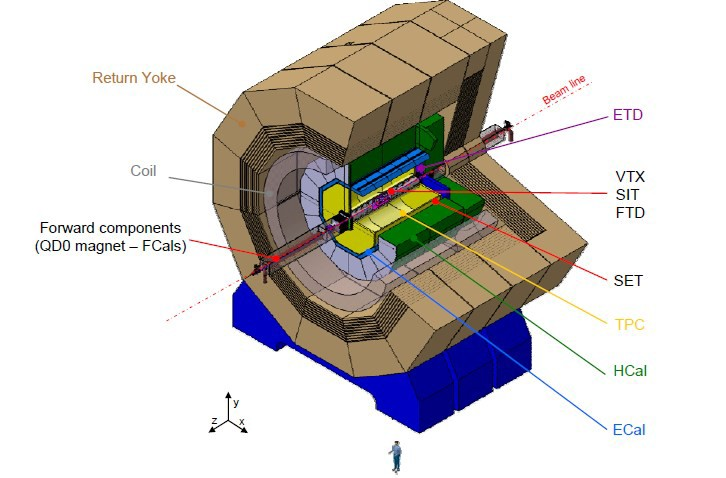 Return Yoke
Beam line
ETD
Coil
VTX
SIT
FTD
Forward components
(QD0 magnet – FCals)
SET
TPC
HCal
y
z
x
ECal